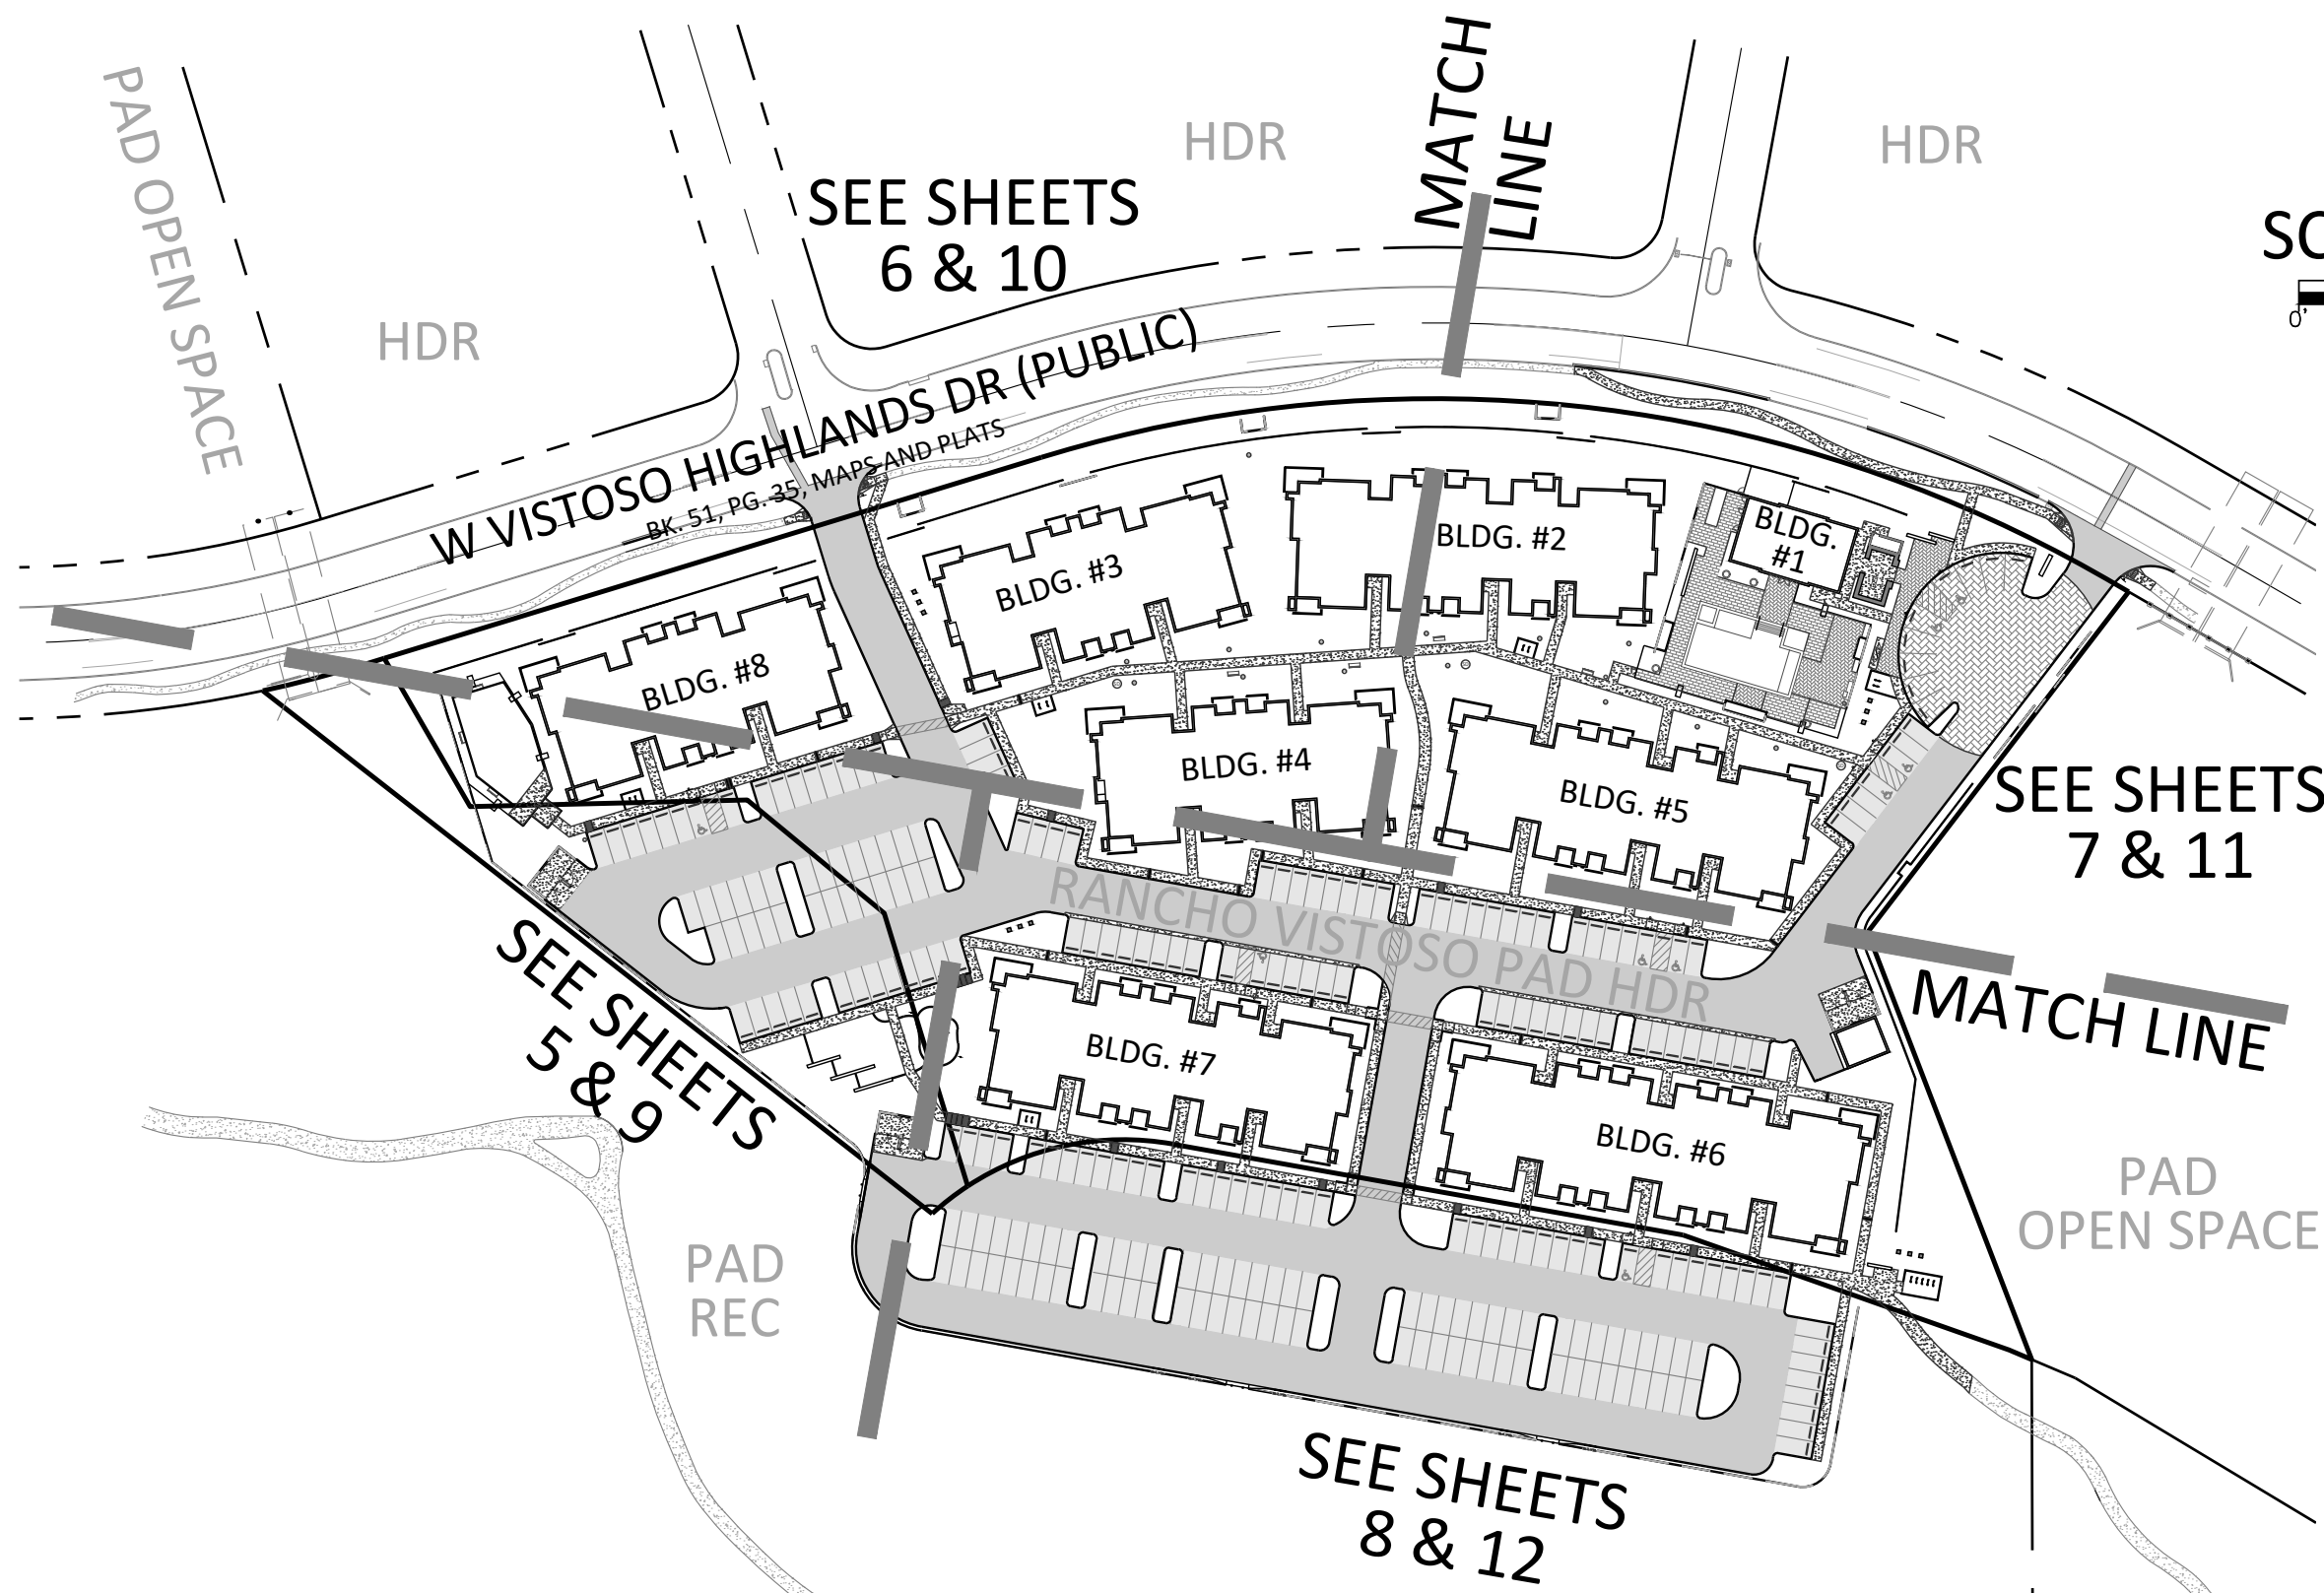 PAD OPEN SPACE
HDR
HDR
HDR
MATCH
LINE
SEE SHEETS
6 & 10
SC
0'
W VISTOSO HIGHLANDS DR (PUBLIC)
BK. 51, PG. 35, MAPS AND PLATS
BLDG. #3
BLDG. #2
BLDG.
#1
BLDG. #8
BLDG. #4
BLDG. #5
SEE SHEETS
7 & 11
RANCHO VISTOSO PAD HDR
SEE SHEETS
5 & 9
MATCH LINE
BLDG. #7
BLDG. #6
PAD
OPEN SPACE
PAD
REC
SEE SHEETS
8 & 12